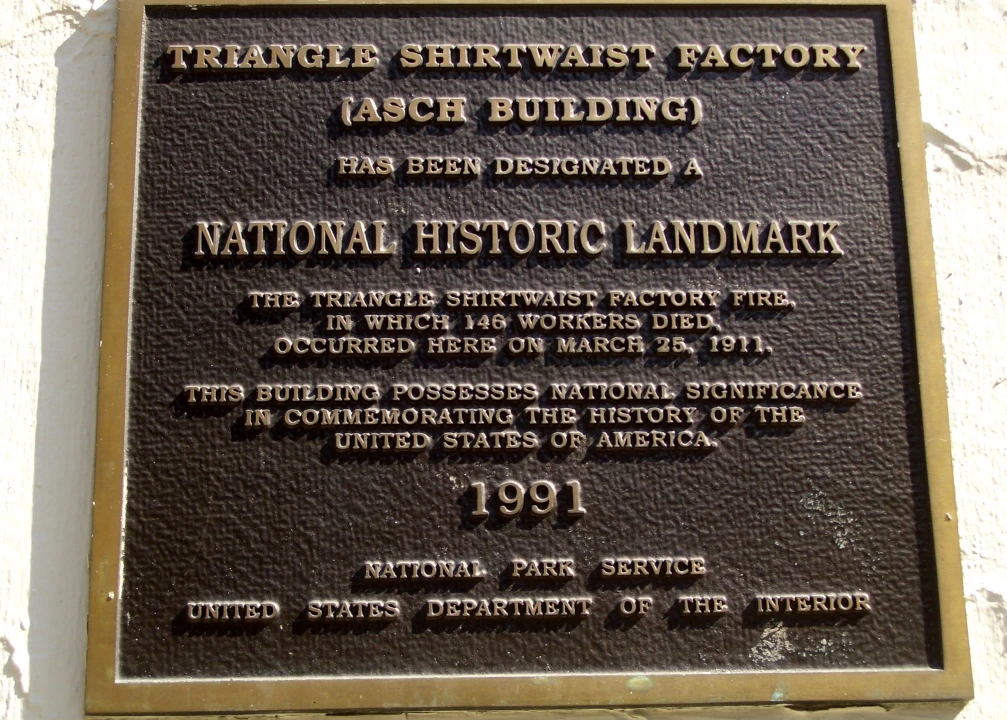 TRIANGLE SHIRTWAIST FACTORY
(ASCH BUILDING)
HAS BEEN DESIGNATED A
NATIONAL HISTORIC LANDMARK
THE TRIANGLE SHIRTWAIST FACTORY FIRE,
IN WHICH 146 WORKERS DIED,
OCCURRED HERE ON MARCH 25, 1911.
THIS BUILDING POSSESSES NATIONAL SIGNIFICANCE
IN COMMEMORATING THE HISTORY OF THE
UNITED STATES OF AMERICA.
1991
NATIONAL PARK SERVICE
UNITED STATES DEPARTMENT OF THE INTERIOR